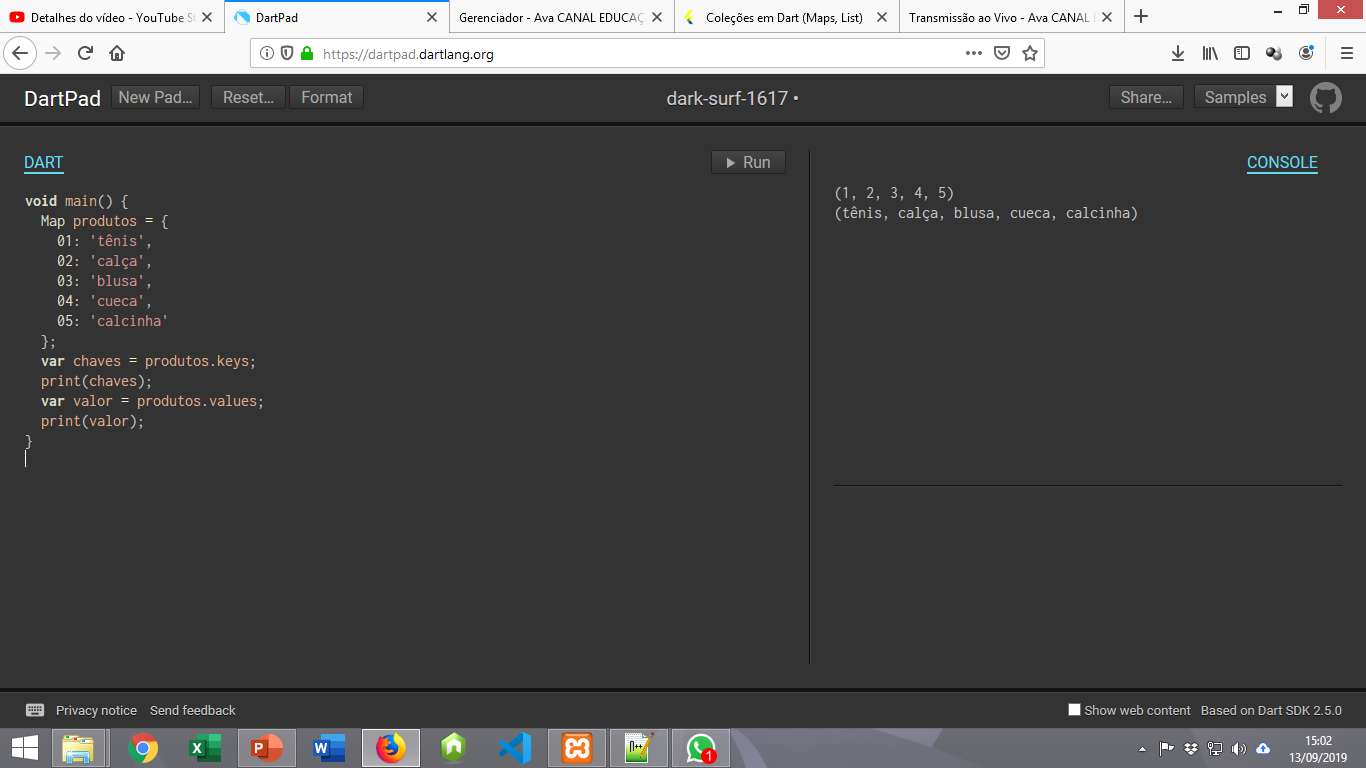 Detalhes do vídeo - YouTube St
DartPad
Gerenciador - Ava CANAL EDUCAÇ
Coleções em Dart (Maps, List)
Transmissão ao Vivo - Ava CANAL E
https://dartpad.dartlang.org
DartPad
New Pad...
Reset...
Format
dark-surf-1617 •
Share...
Samples
DART
Run
CONSOLE
void main() {
  Map produtos = {
    01: 'tênis',
    02: 'calça',
    03: 'blusa',
    04: 'cueca',
    05: 'calcinha'
  };
  var chaves = produtos.keys;
  print(chaves);
  var valor = produtos.values;
  print(valor);
}
(1, 2, 3, 4, 5)
(tênis, calça, blusa, cueca, calcinha)
Privacy notice
Send feedback
Show web content
Based on Dart SDK 2.5.0
1
15:02
13/09/2019